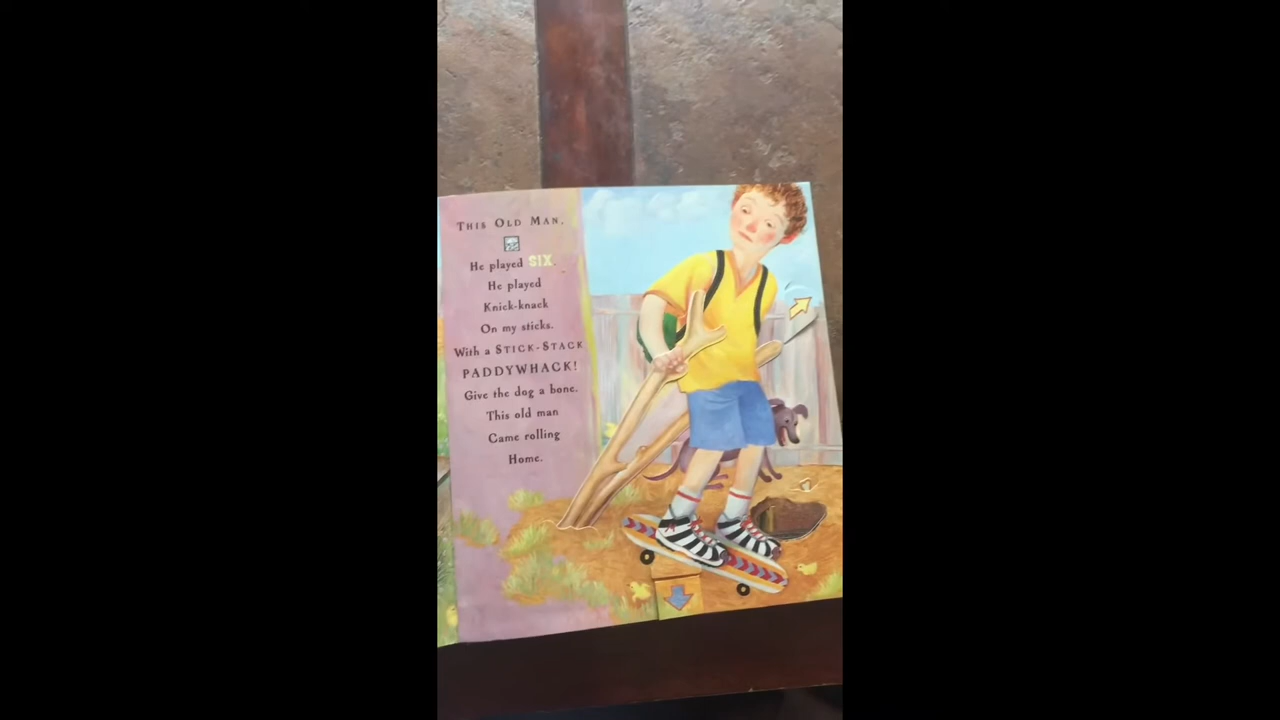 THIS OLD MAN,
He played SIX.
He played
Knick-knack
On my sticks.
With a STICK-STACK
PADDYWHACK!
Give the dog a bone.
This old man
Came rolling
Home.